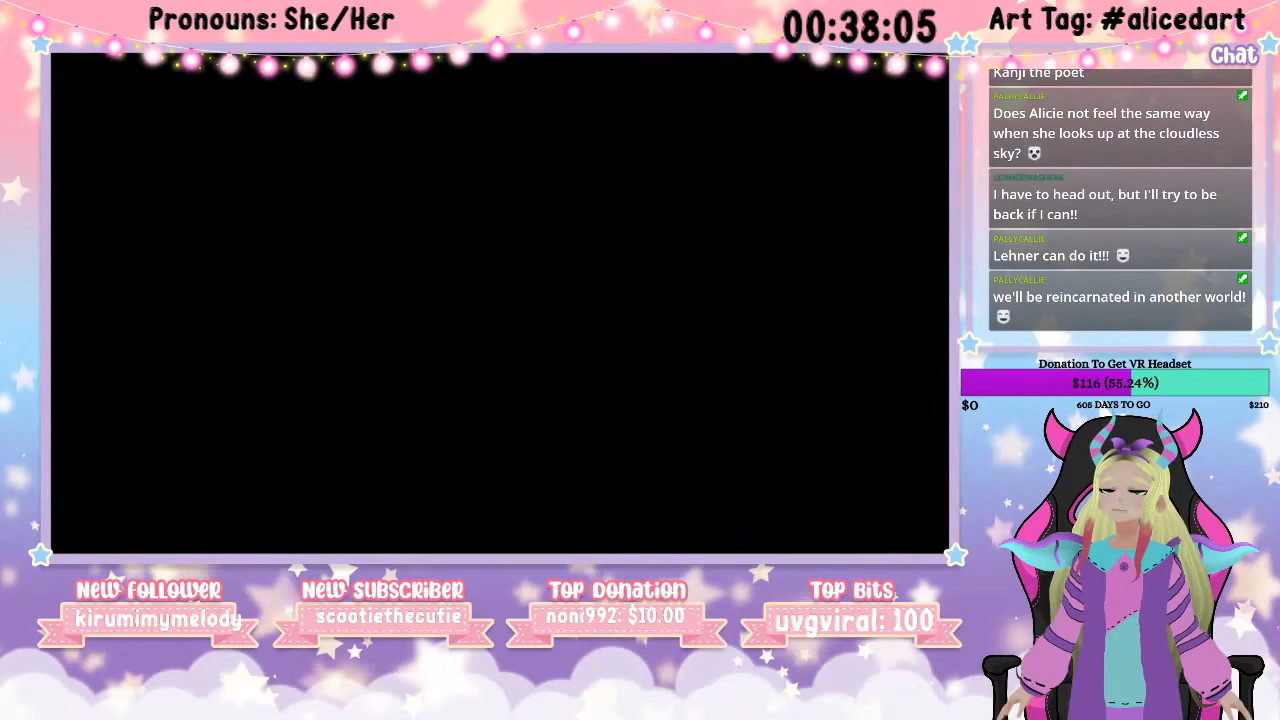 Pronouns: She/Her
00:38:05
Art Tag: #alicedart
Chat
Kanji the poet
PALLYCALLIE
Does Alicie not feel the same way
when she looks up at the cloudless
sky?
I have to head out, but I'll try to be
back if I can!!
PALLYCALLIE
Lehner can do it!!!
PALLYCALLIE
we'll be reincarnated in another world!
Donation To Get VR Headset
$116 (55.24%)
$0
605 DAYS TO GO
$210
New Follower
kirumimymelody
New Subscriber
scootiethecutie
Top Donation
noni992: $10.00
Top Bits
uvgviral: 100